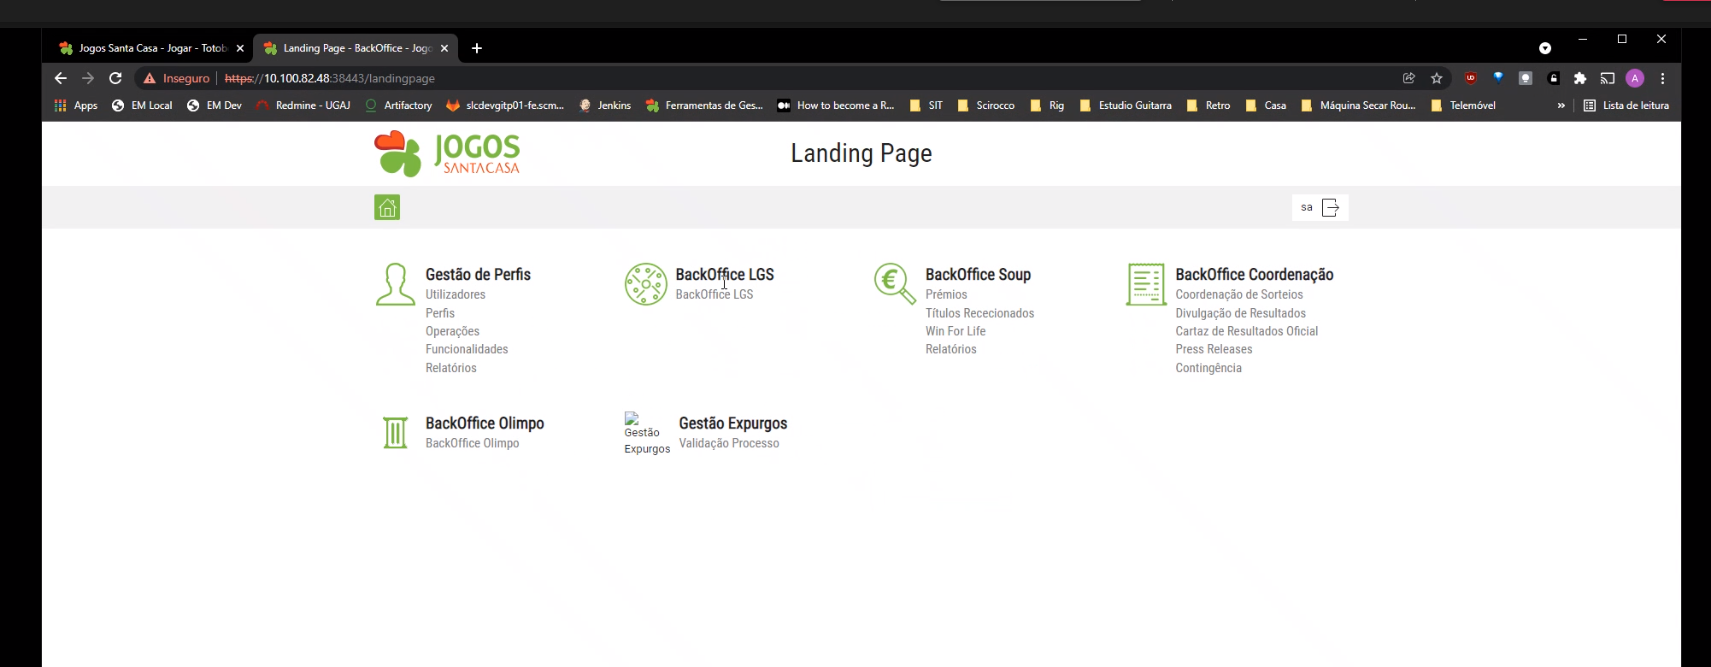 Jogos Santa Casa - Jogar - Totob
Landing Page - BackOffice - Jogo
Inseguro https://10.100.82.48:38443/landingpage
Apps EM Local EM Dev Redmine - UGAJ Artifactory slcdevgitp01-fe.scm... Jenkins Ferramentas de Ges... How to become a R... SIT Scirocco Rig Estudio Guitarra Retro Casa Máquina Secar Rou... Telemóvel » Lista de leitura
JOGOS
SANTACASA
Landing Page
sa
Gestão de Perfis
Utilizadores
Perfis
Operações
Funcionalidades
Relatórios
BackOffice LGS
BackOffice LGS
BackOffice Soup
Prémios
Títulos Rececionados
Win For Life
Relatórios
BackOffice Coordenação
Coordenação de Sorteios
Divulgação de Resultados
Cartaz de Resultados Oficial
Press Releases
Contingência
BackOffice Olimpo
BackOffice Olimpo
Gestão
Expurgos
Gestão Expurgos
Validação Processo